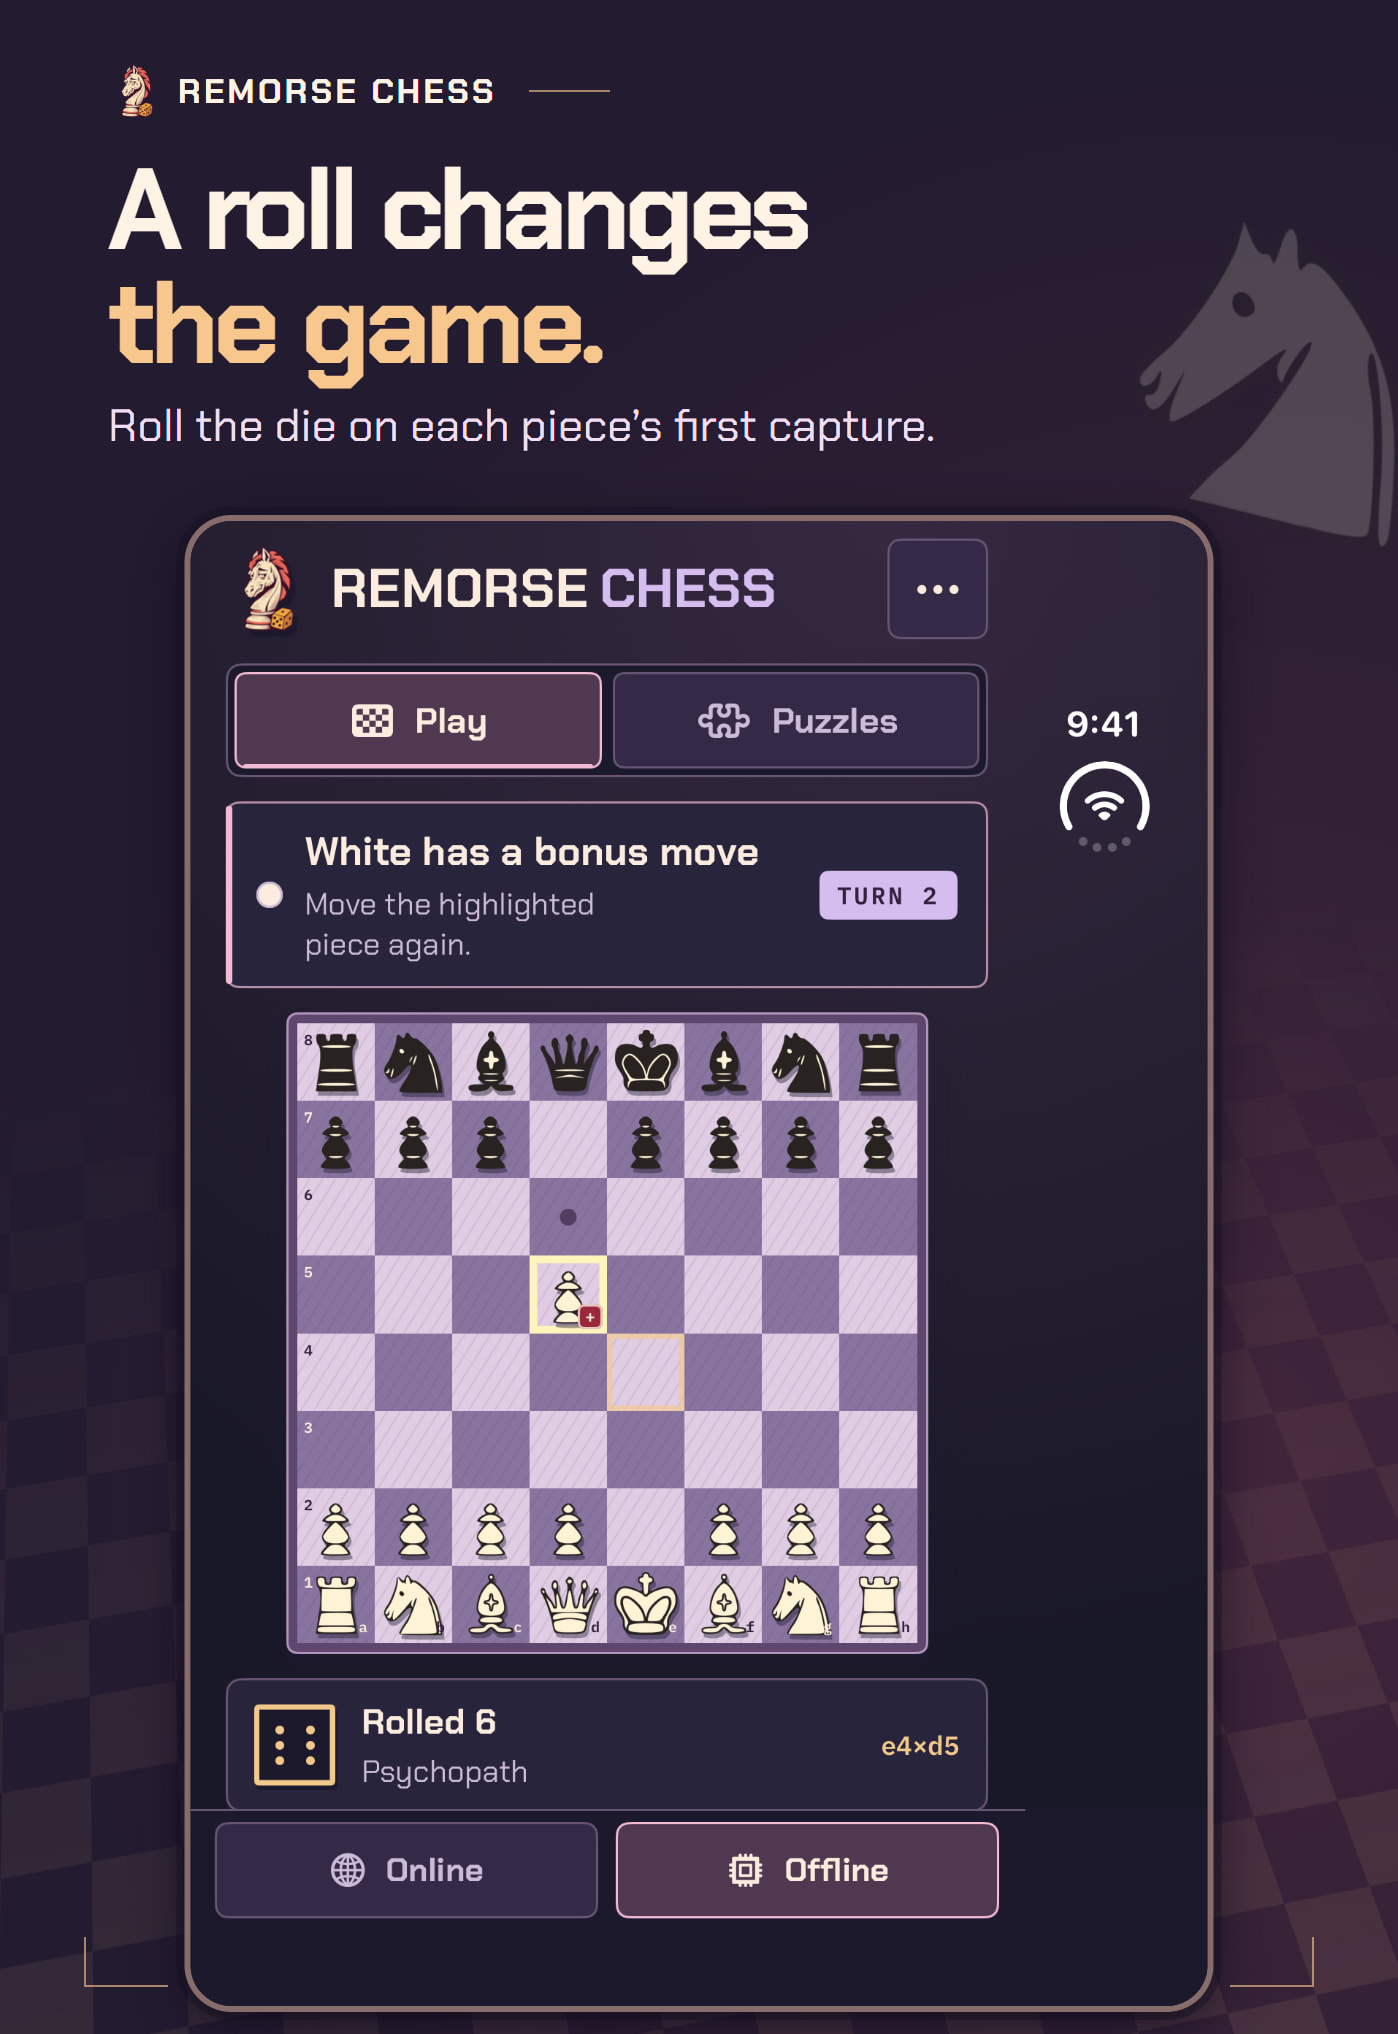 REMORSE CHESS
A roll changes
the game.
Roll the die on each piece’s first capture.
REMORSE CHESS
Play
Puzzles
9:41
White has a bonus move
Move the highlighted
piece again.
TURN 2
8
7
6
5
+
4
3
2
1
a
b
c
d
e
f
g
h
Rolled 6
Psychopath
e4×d5
Online
Offline